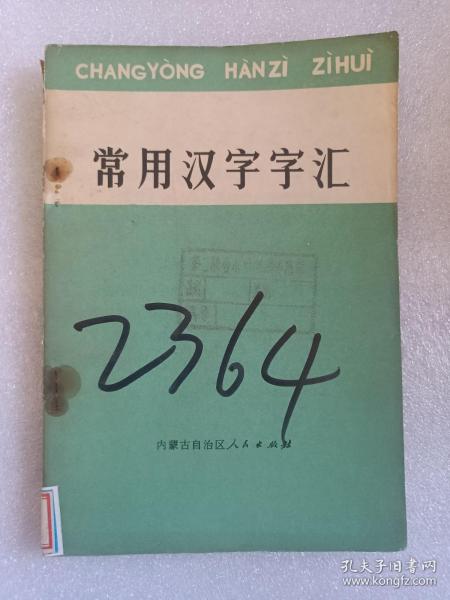 CHANGYÒNG HÀNZÌ ZÌHUÌ
常用汉字字汇
2364
内蒙古自治区人民出版社
孔夫子旧书网
www.kongfz.com